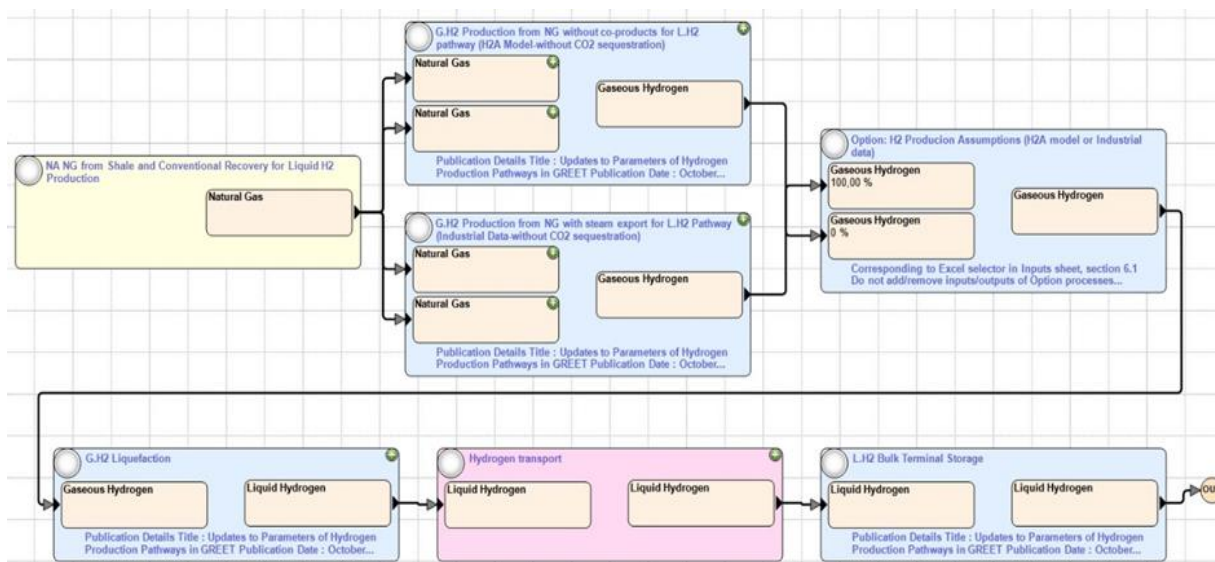 G.H2 Production from NG without co-products for L.H2
pathway (H2A Model-without CO2 sequestration)
Natural Gas
Gaseous Hydrogen
Natural Gas
Publication Details Title : Updates to Parameters of Hydrogen
Production Pathways in GREET Publication Date : October...
NA NG from Shale and Conventional Recovery for Liquid H2
Production
Natural Gas
G.H2 Production from NG with steam export for L.H2 Pathway
(Industrial Data-without CO2 sequestration)
Natural Gas
Gaseous Hydrogen
Natural Gas
Publication Details Title : Updates to Parameters of Hydrogen
Production Pathways in GREET Publication Date : October...
Option: H2 Producion Assumptions (H2A model or Industrial
data)
Gaseous Hydrogen
100,00 %
Gaseous Hydrogen
Gaseous Hydrogen
0 %
Corresponding to Excel selector in Inputs sheet, section 6.1
Do not add/remove inputs/outputs of Option processes...
G.H2 Liquefaction
Gaseous Hydrogen
Liquid Hydrogen
Publication Details Title : Updates to Parameters of Hydrogen
Production Pathways in GREET Publication Date : October...
Hydrogen transport
Liquid Hydrogen
Liquid Hydrogen
L.H2 Bulk Terminal Storage
Liquid Hydrogen
Liquid Hydrogen
Publication Details Title : Updates to Parameters of Hydrogen
Production Pathways in GREET Publication Date : October...
OU